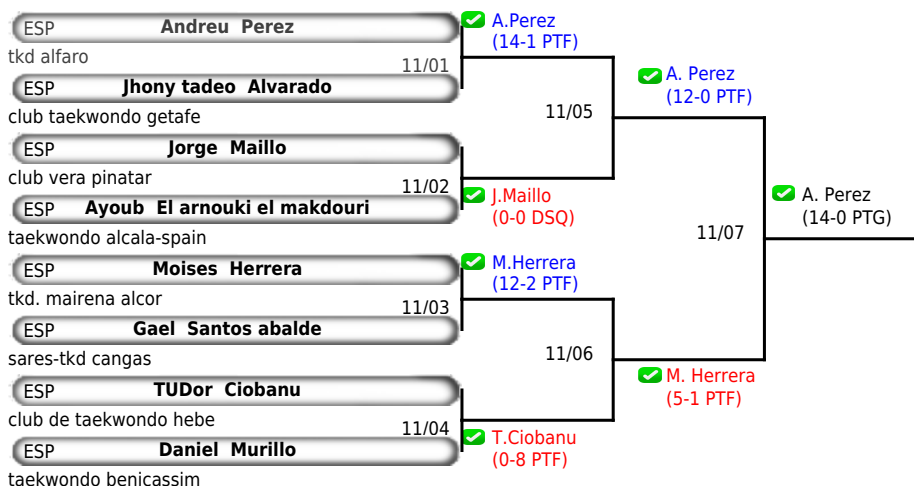 ESP Andreu Perez
tkd alfaro
11/01
ESP Jhony tadeo Alvarado
club taekwondo getafe
ESP Jorge Maillo
club vera pinatar
11/02
ESP Ayoub El arnouki el makdouri
taekwondo alcala-spain
ESP Moises Herrera
tkd. mairena alcor
11/03
ESP Gael Santos abalde
sares-tkd cangas
ESP TUDor Ciobanu
club de taekwondo hebe
11/04
ESP Daniel Murillo
taekwondo benicassim
A.Perez
(14-1 PTF)
11/05
J.Maillo
(0-0 DSQ)
M.Herrera
(12-2 PTF)
11/06
T.Ciobanu
(0-8 PTF)
A. Perez
(12-0 PTF)
11/07
M. Herrera
(5-1 PTF)
A. Perez
(14-0 PTG)